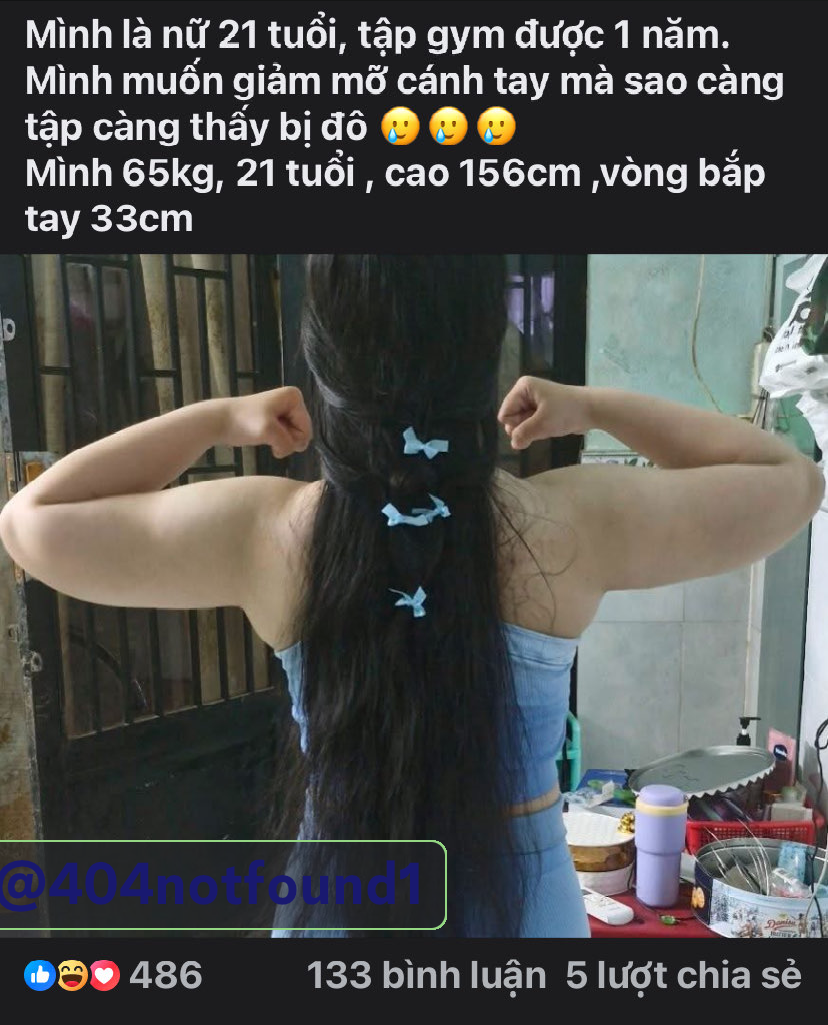 Mình là nữ 21 tuổi, tập gym được 1 năm.
Mình muốn giảm mỡ cánh tay mà sao càng
tập càng thấy bị đô 🥲🥲🥲
Mình 65kg, 21 tuổi , cao 156cm ,vòng bắp
tay 33cm
@404notfound1
486
133 bình luận 5 lượt chia sẻ